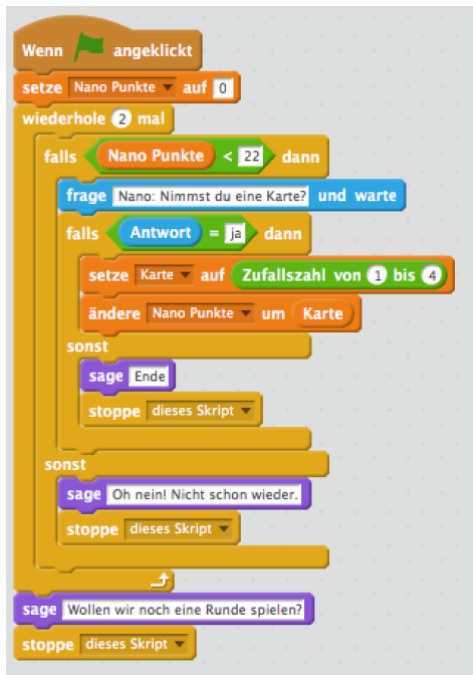 Wenn angeklickt
setze Nano Punkte auf 0
wiederhole 2 mal
falls Nano Punkte < 22 dann
frage Nano: Nimmst du eine Karte? und warte
falls Antwort = ja dann
setze Karte auf Zufallszahl von 1 bis 4
ändere Nano Punkte um Karte
sonst
sage Ende
stoppe dieses Skript
sonst
sage Oh nein! Nicht schon wieder.
stoppe dieses Skript
sage Wollen wir noch eine Runde spielen?
stoppe dieses Skript